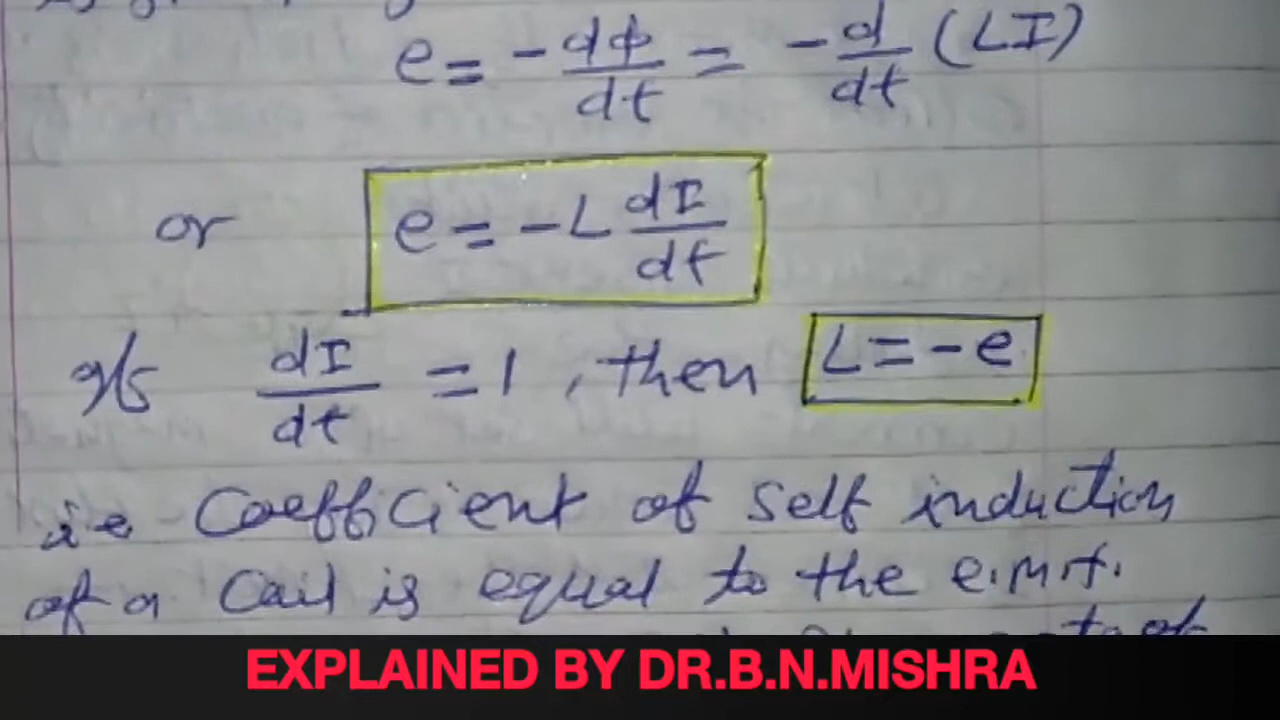 e = - dφ/dt = - d/dt (LI)
or e = -L dI/dt
If dI/dt = 1, then L = -e
i.e Coefficient of self induction
of a Coil is equal to the e.m.f.
EXPLAINED BY DR.B.N.MISHRA